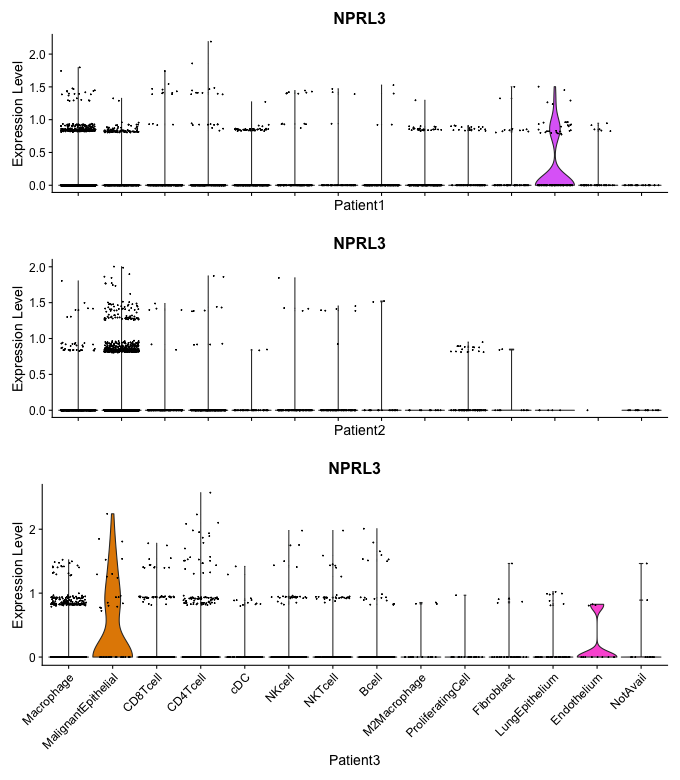 NPRL3
Expression Level
2.0
1.5
1.0
0.5
0.0
Patient1
NPRL3
Expression Level
2.0
1.5
1.0
0.5
0.0
Patient2
NPRL3
Expression Level
2
1
0
Macrophage
MalignantEpithelial
CD8Tcell
CD4Tcell
cDC
NKcell
NKTcell
Bcell
M2Macrophage
ProliferatingCell
Fibroblast
LungEpithelium
Endothelium
NotAvail
Patient3